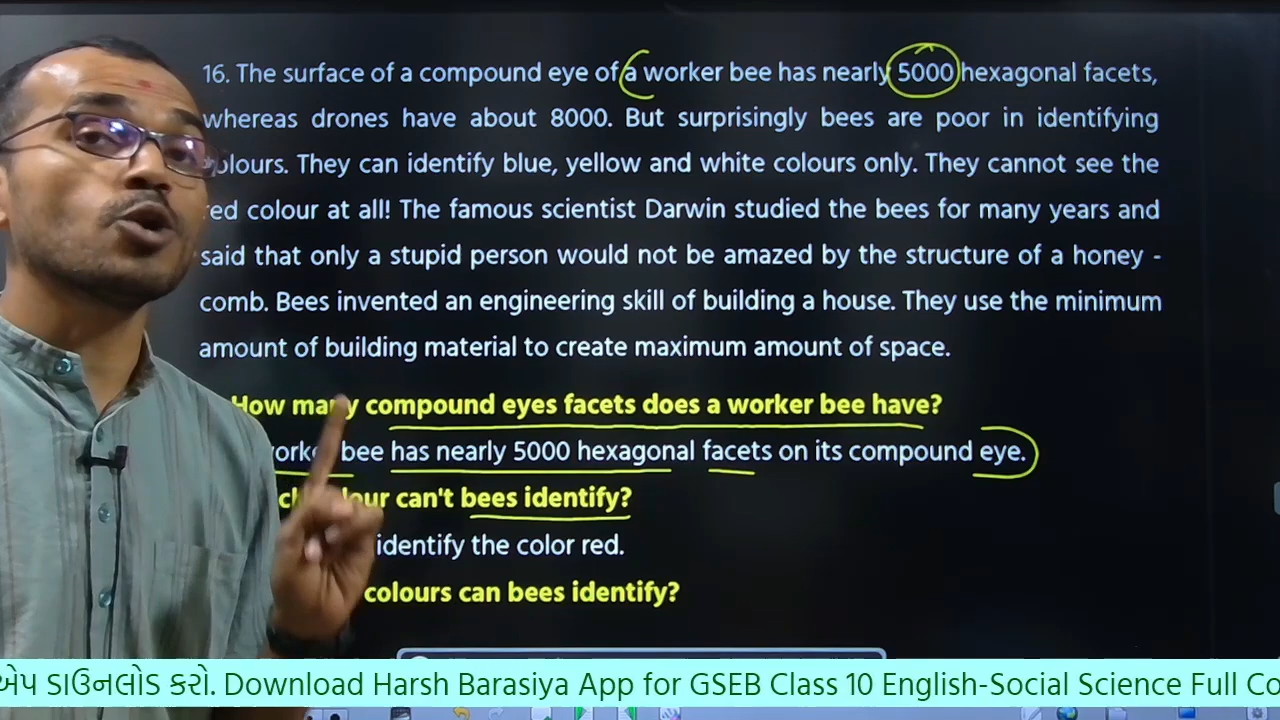 16. The surface of a compound eye of a worker bee has nearly 5000 hexagonal facets,
whereas drones have about 8000. But surprisingly bees are poor in identifying
colours. They can identify blue, yellow and white colours only. They cannot see the
red colour at all! The famous scientist Darwin studied the bees for many years and
said that only a stupid person would not be amazed by the structure of a honey -
comb. Bees invented an engineering skill of building a house. They use the minimum
amount of building material to create maximum amount of space.
How many compound eyes facets does a worker bee have?
worker bee has nearly 5000 hexagonal facets on its compound eye.
can't bees identify?
identify the color red.
colours can bees identify?
એપ ડાઉનલોડ કરો. Download Harsh Barasiya App for GSEB Class 10 English-Social Science Full